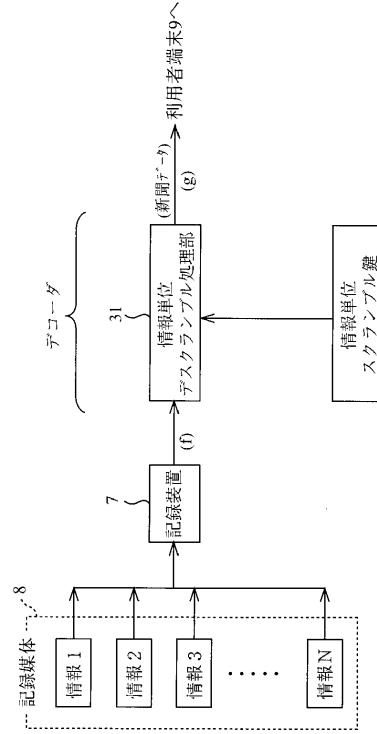 記録媒体
8
情報1
情報2
情報3
・・・・・
情報N
7
記録装置
(f)
デコーダ
31
情報単位
デスクランブル処理部
情報単位
スクランブル鍵
(新聞データ)
(g)
利用者端末9へ